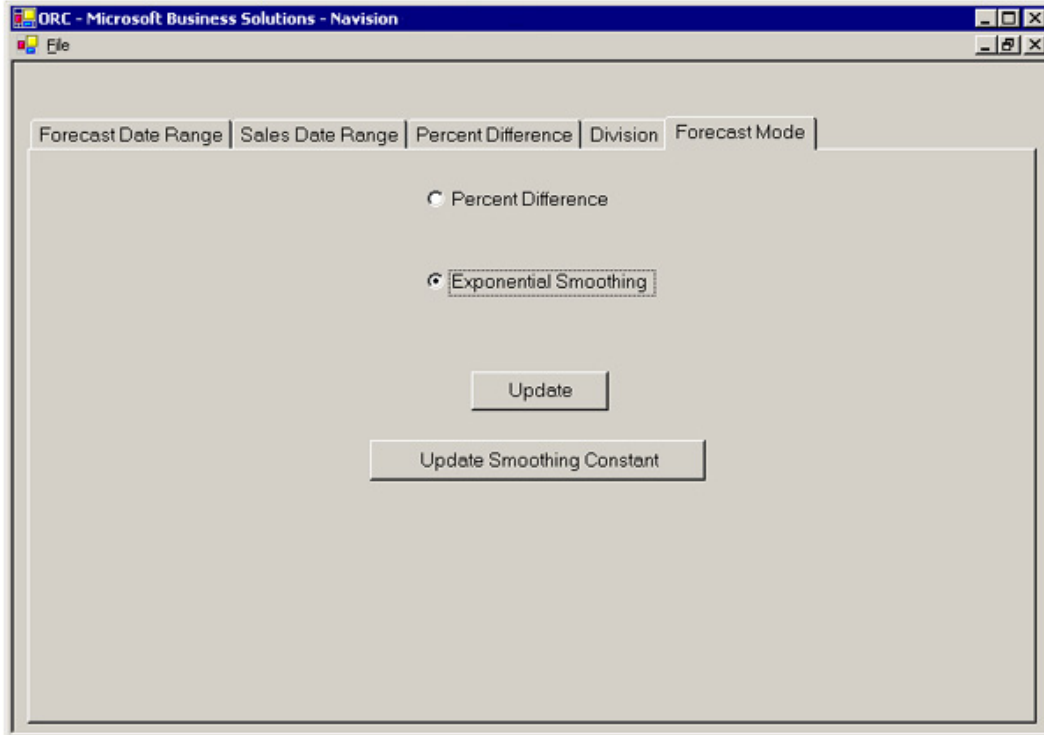 ORC - Microsoft Business Solutions - Navision
File
Forecast Date Range Sales Date Range Percent Difference Division Forecast Mode
Percent Difference
Exponential Smoothing
Update
Update Smoothing Constant